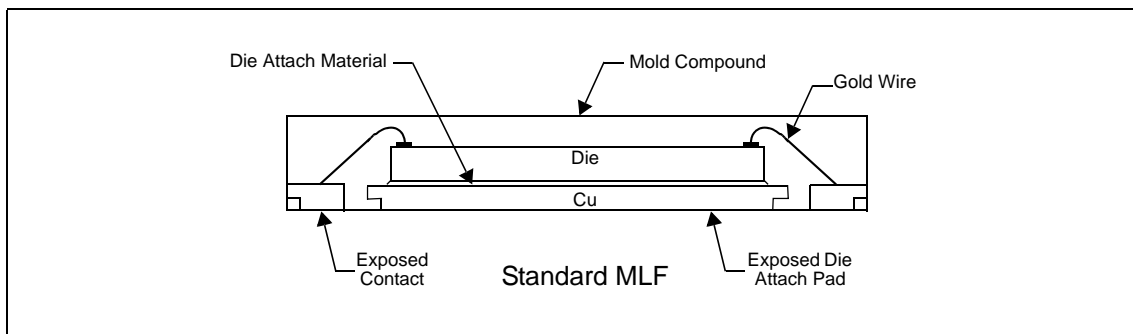 Die Attach Material
Mold Compound
Gold Wire
Die
Cu
Exposed
Contact
Standard MLF
Exposed Die
Attach Pad